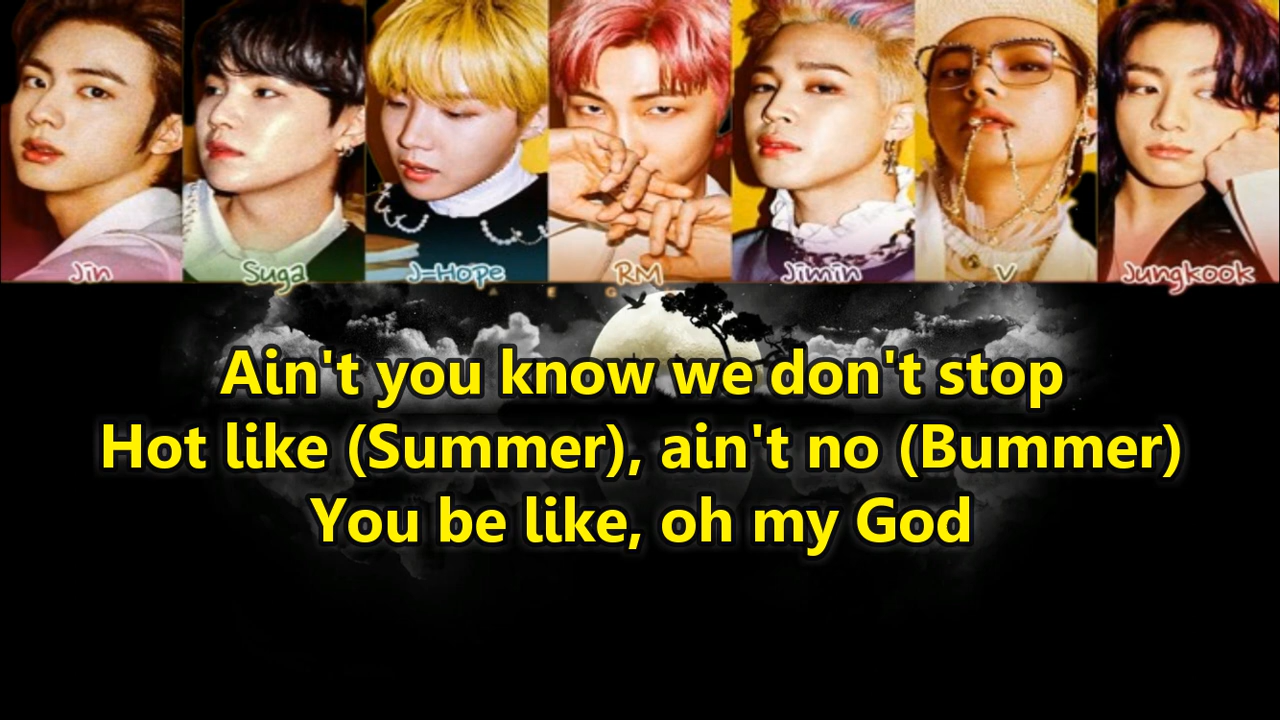 Jin Suga J-Hope RM Jimin V Jungkook
A E G
Ain't you know we don't stop
Hot like (Summer), ain't no (Bummer)
You be like, oh my God